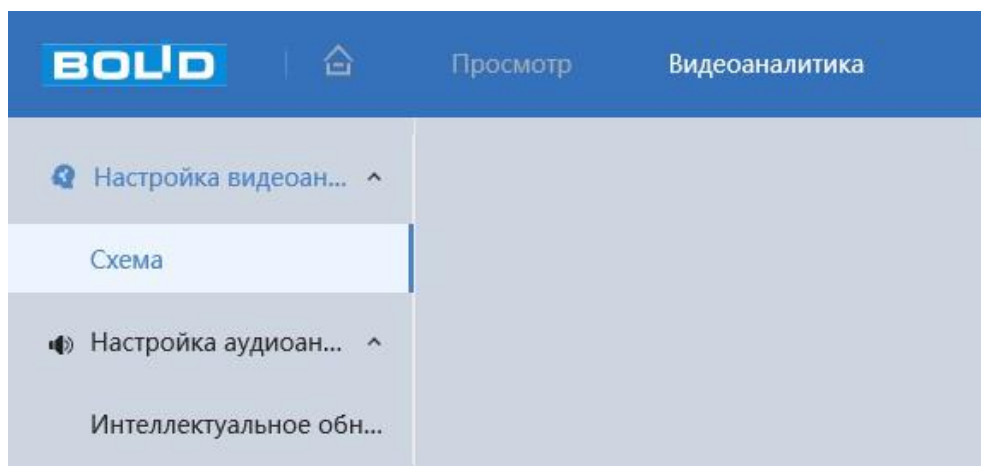 BOLID Просмотр Видеоаналитика
Настройка видеоан...
Схема
Настройка аудиоан...
Интеллектуальное обн...